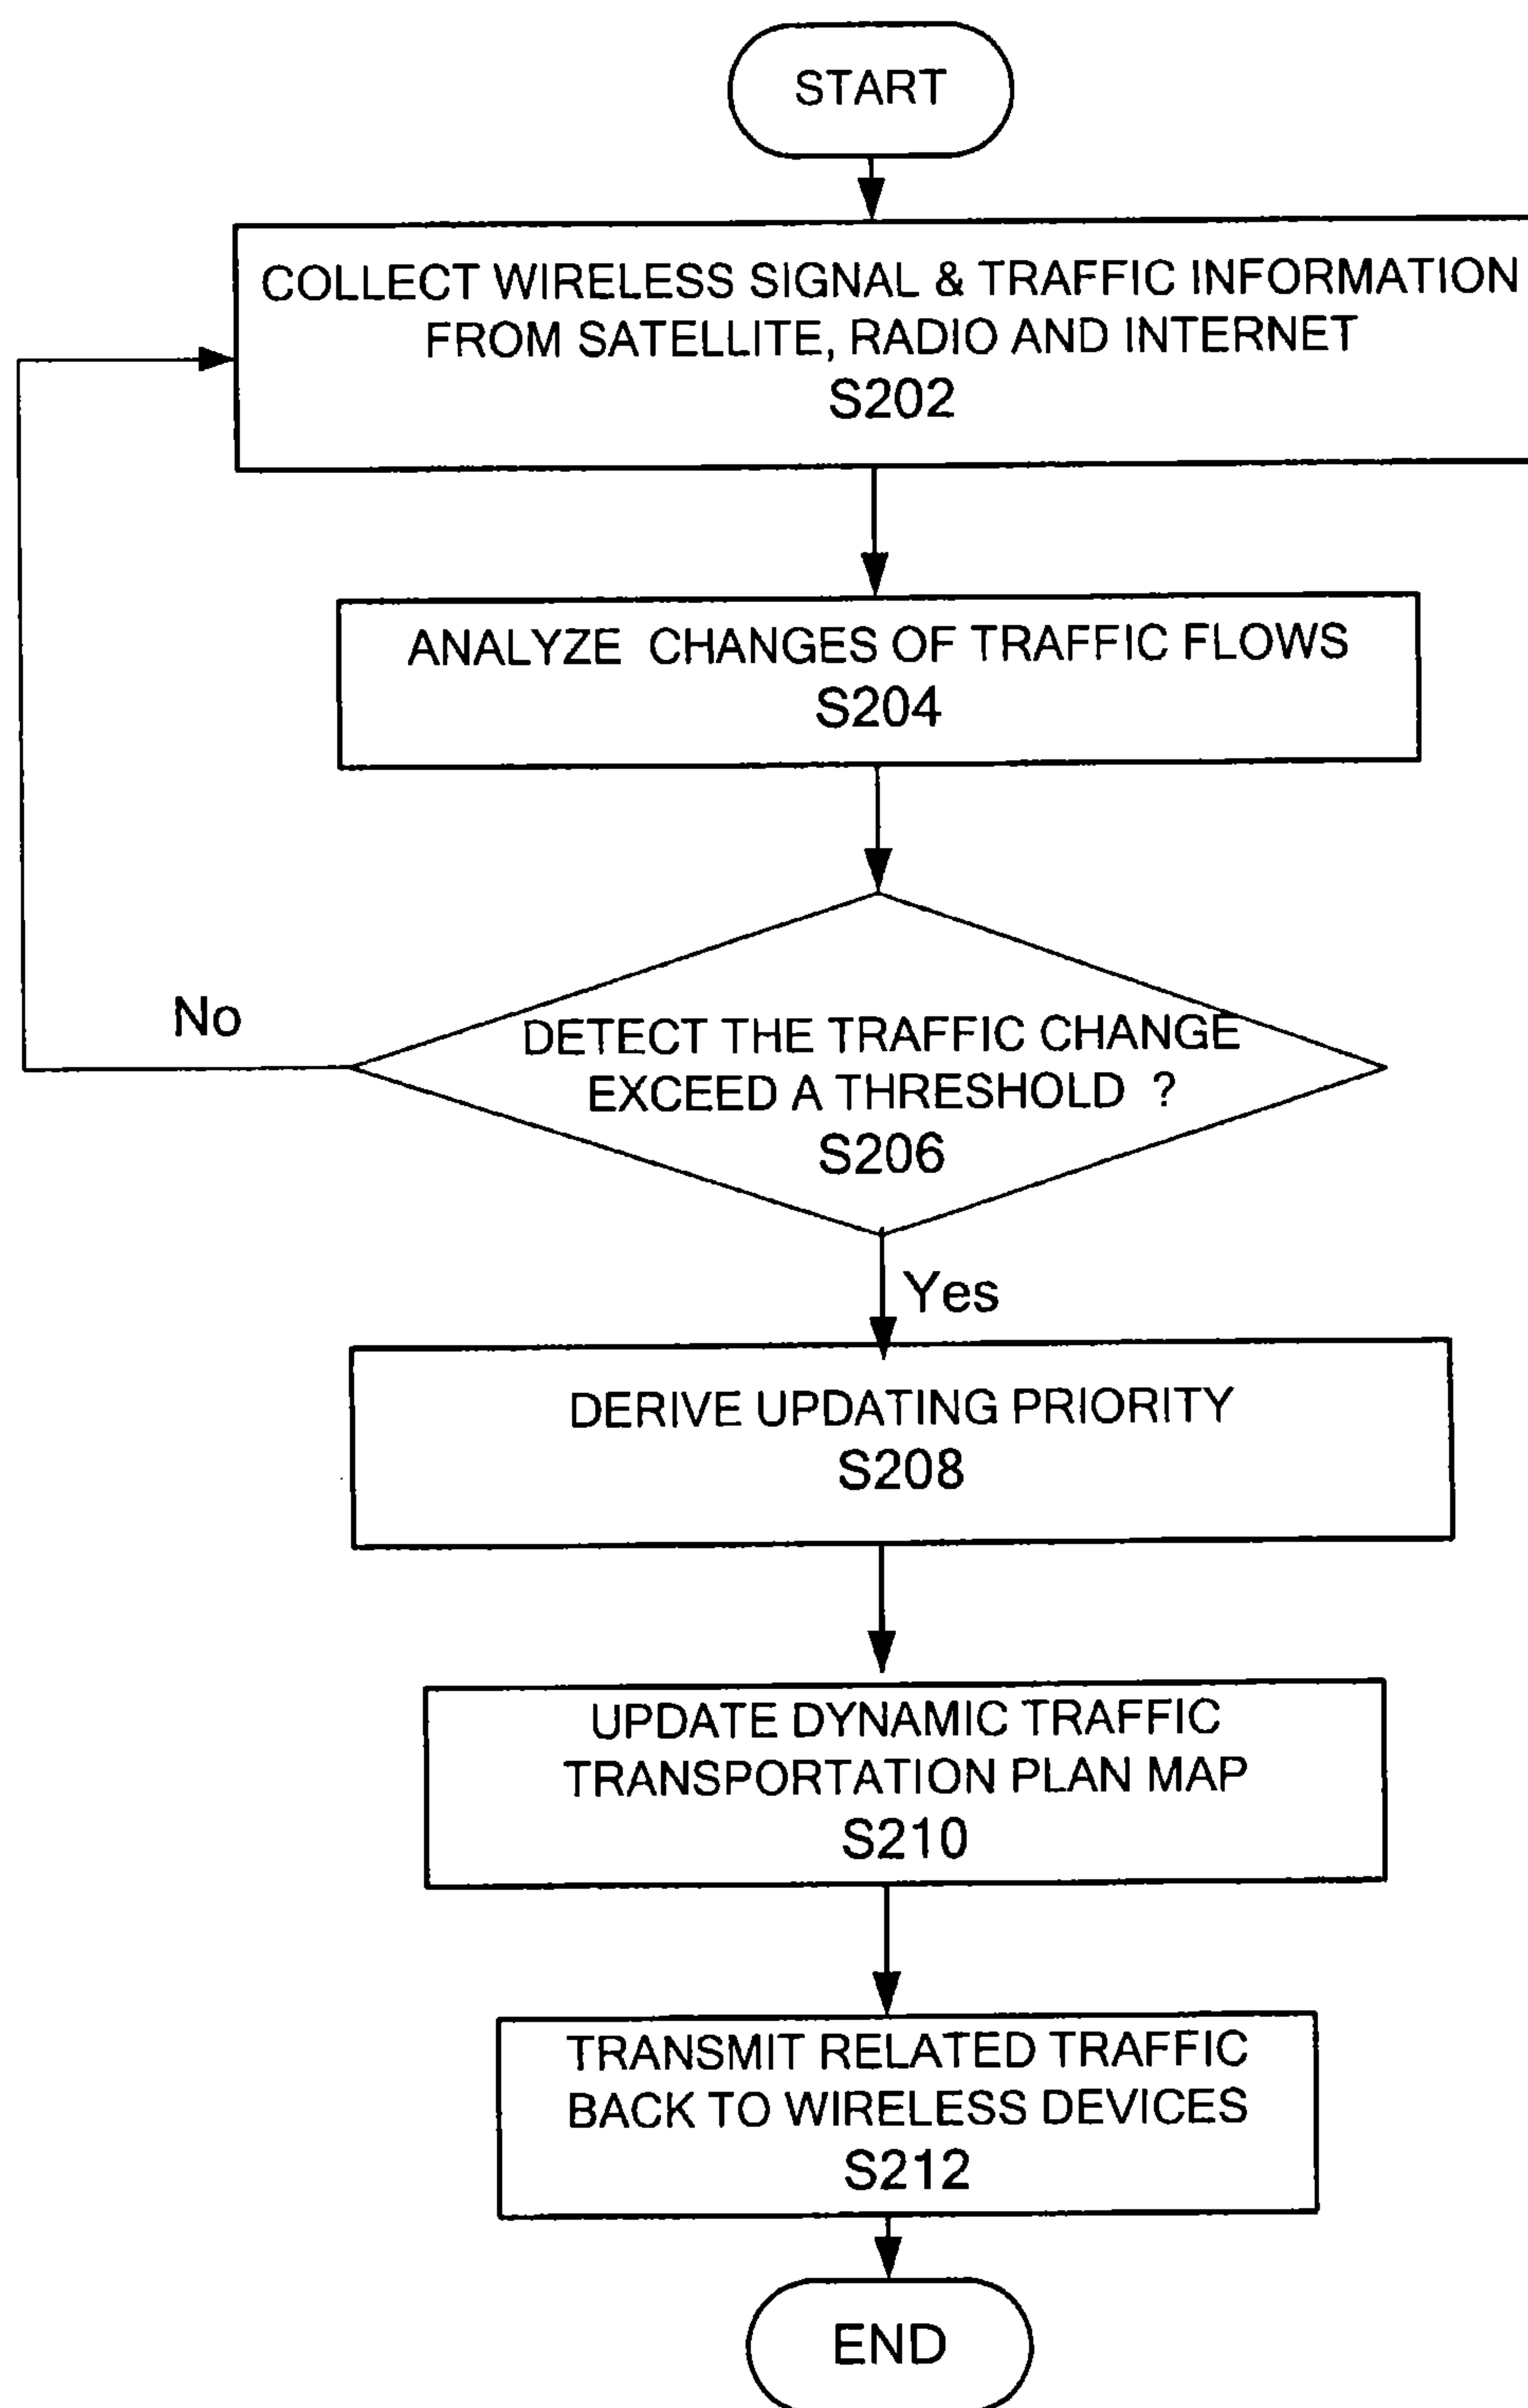 START
COLLECT WIRELESS SIGNAL & TRAFFIC INFORMATION
FROM SATELLITE, RADIO AND INTERNET
S202
ANALYZE CHANGES OF TRAFFIC FLOWS
S204
No
DETECT THE TRAFFIC CHANGE
EXCEED A THRESHOLD ?
S206
Yes
DERIVE UPDATING PRIORITY
S208
UPDATE DYNAMIC TRAFFIC
TRANSPORTATION PLAN MAP
S210
TRANSMIT RELATED TRAFFIC
BACK TO WIRELESS DEVICES
S212
END